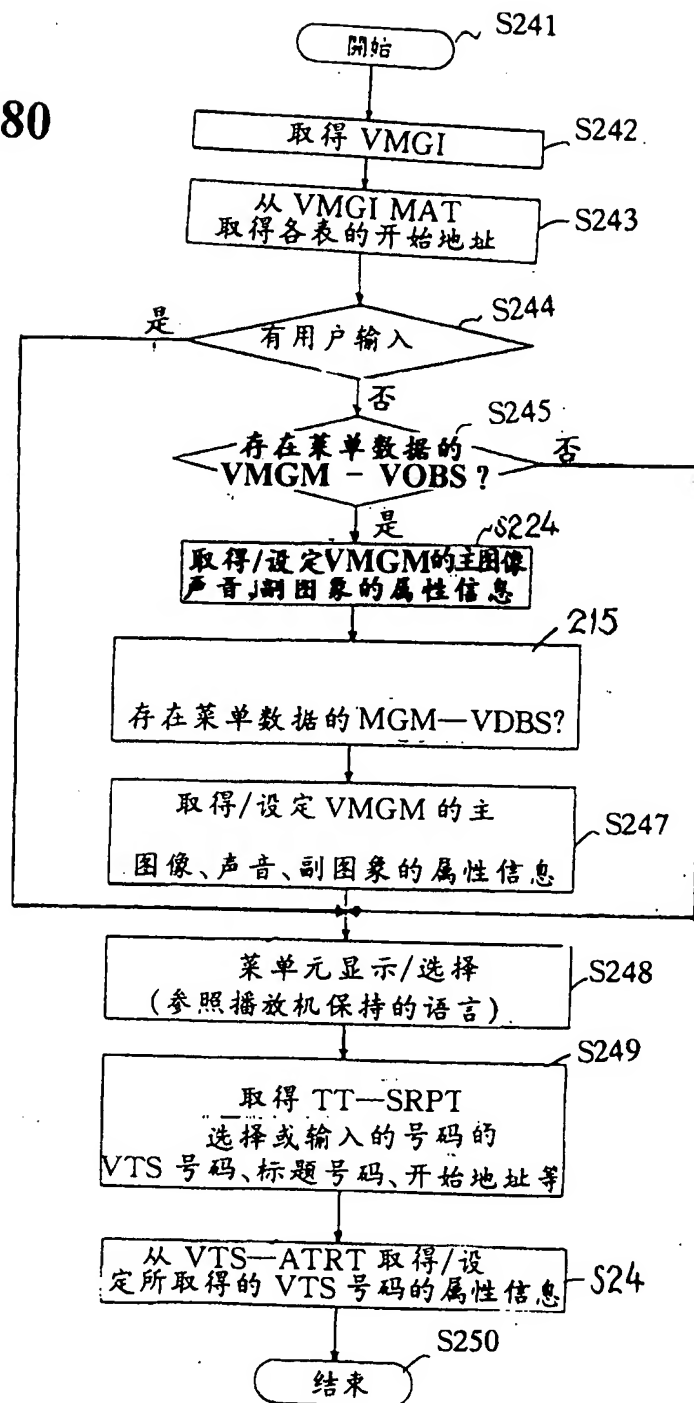 S241
開始
80
取得 VMGI
S242
从 VMGI MAT
取得各表的开始地址
S243
S244
是
有用户输入
否
S245
存在菜单数据的
VMGM - VOBS?
否
是
S224
取得/设定VMGM的主图像
声音,副图象的属性信息
215
存在菜单数据的MGM—VDBS?
取得/设定 VMGM 的主
图像、声音、副图象的属性信息
S247
菜单元显示/选择
(参照播放机保持的语言)
S248
S249
取得 TT—SRPT
选择或输入的号码的
VTS 号码、标题号码、开始地址等
从 VTS—ATRT 取得/设
定所取得的 VTS 号码的属性信息
S24
S250
结束